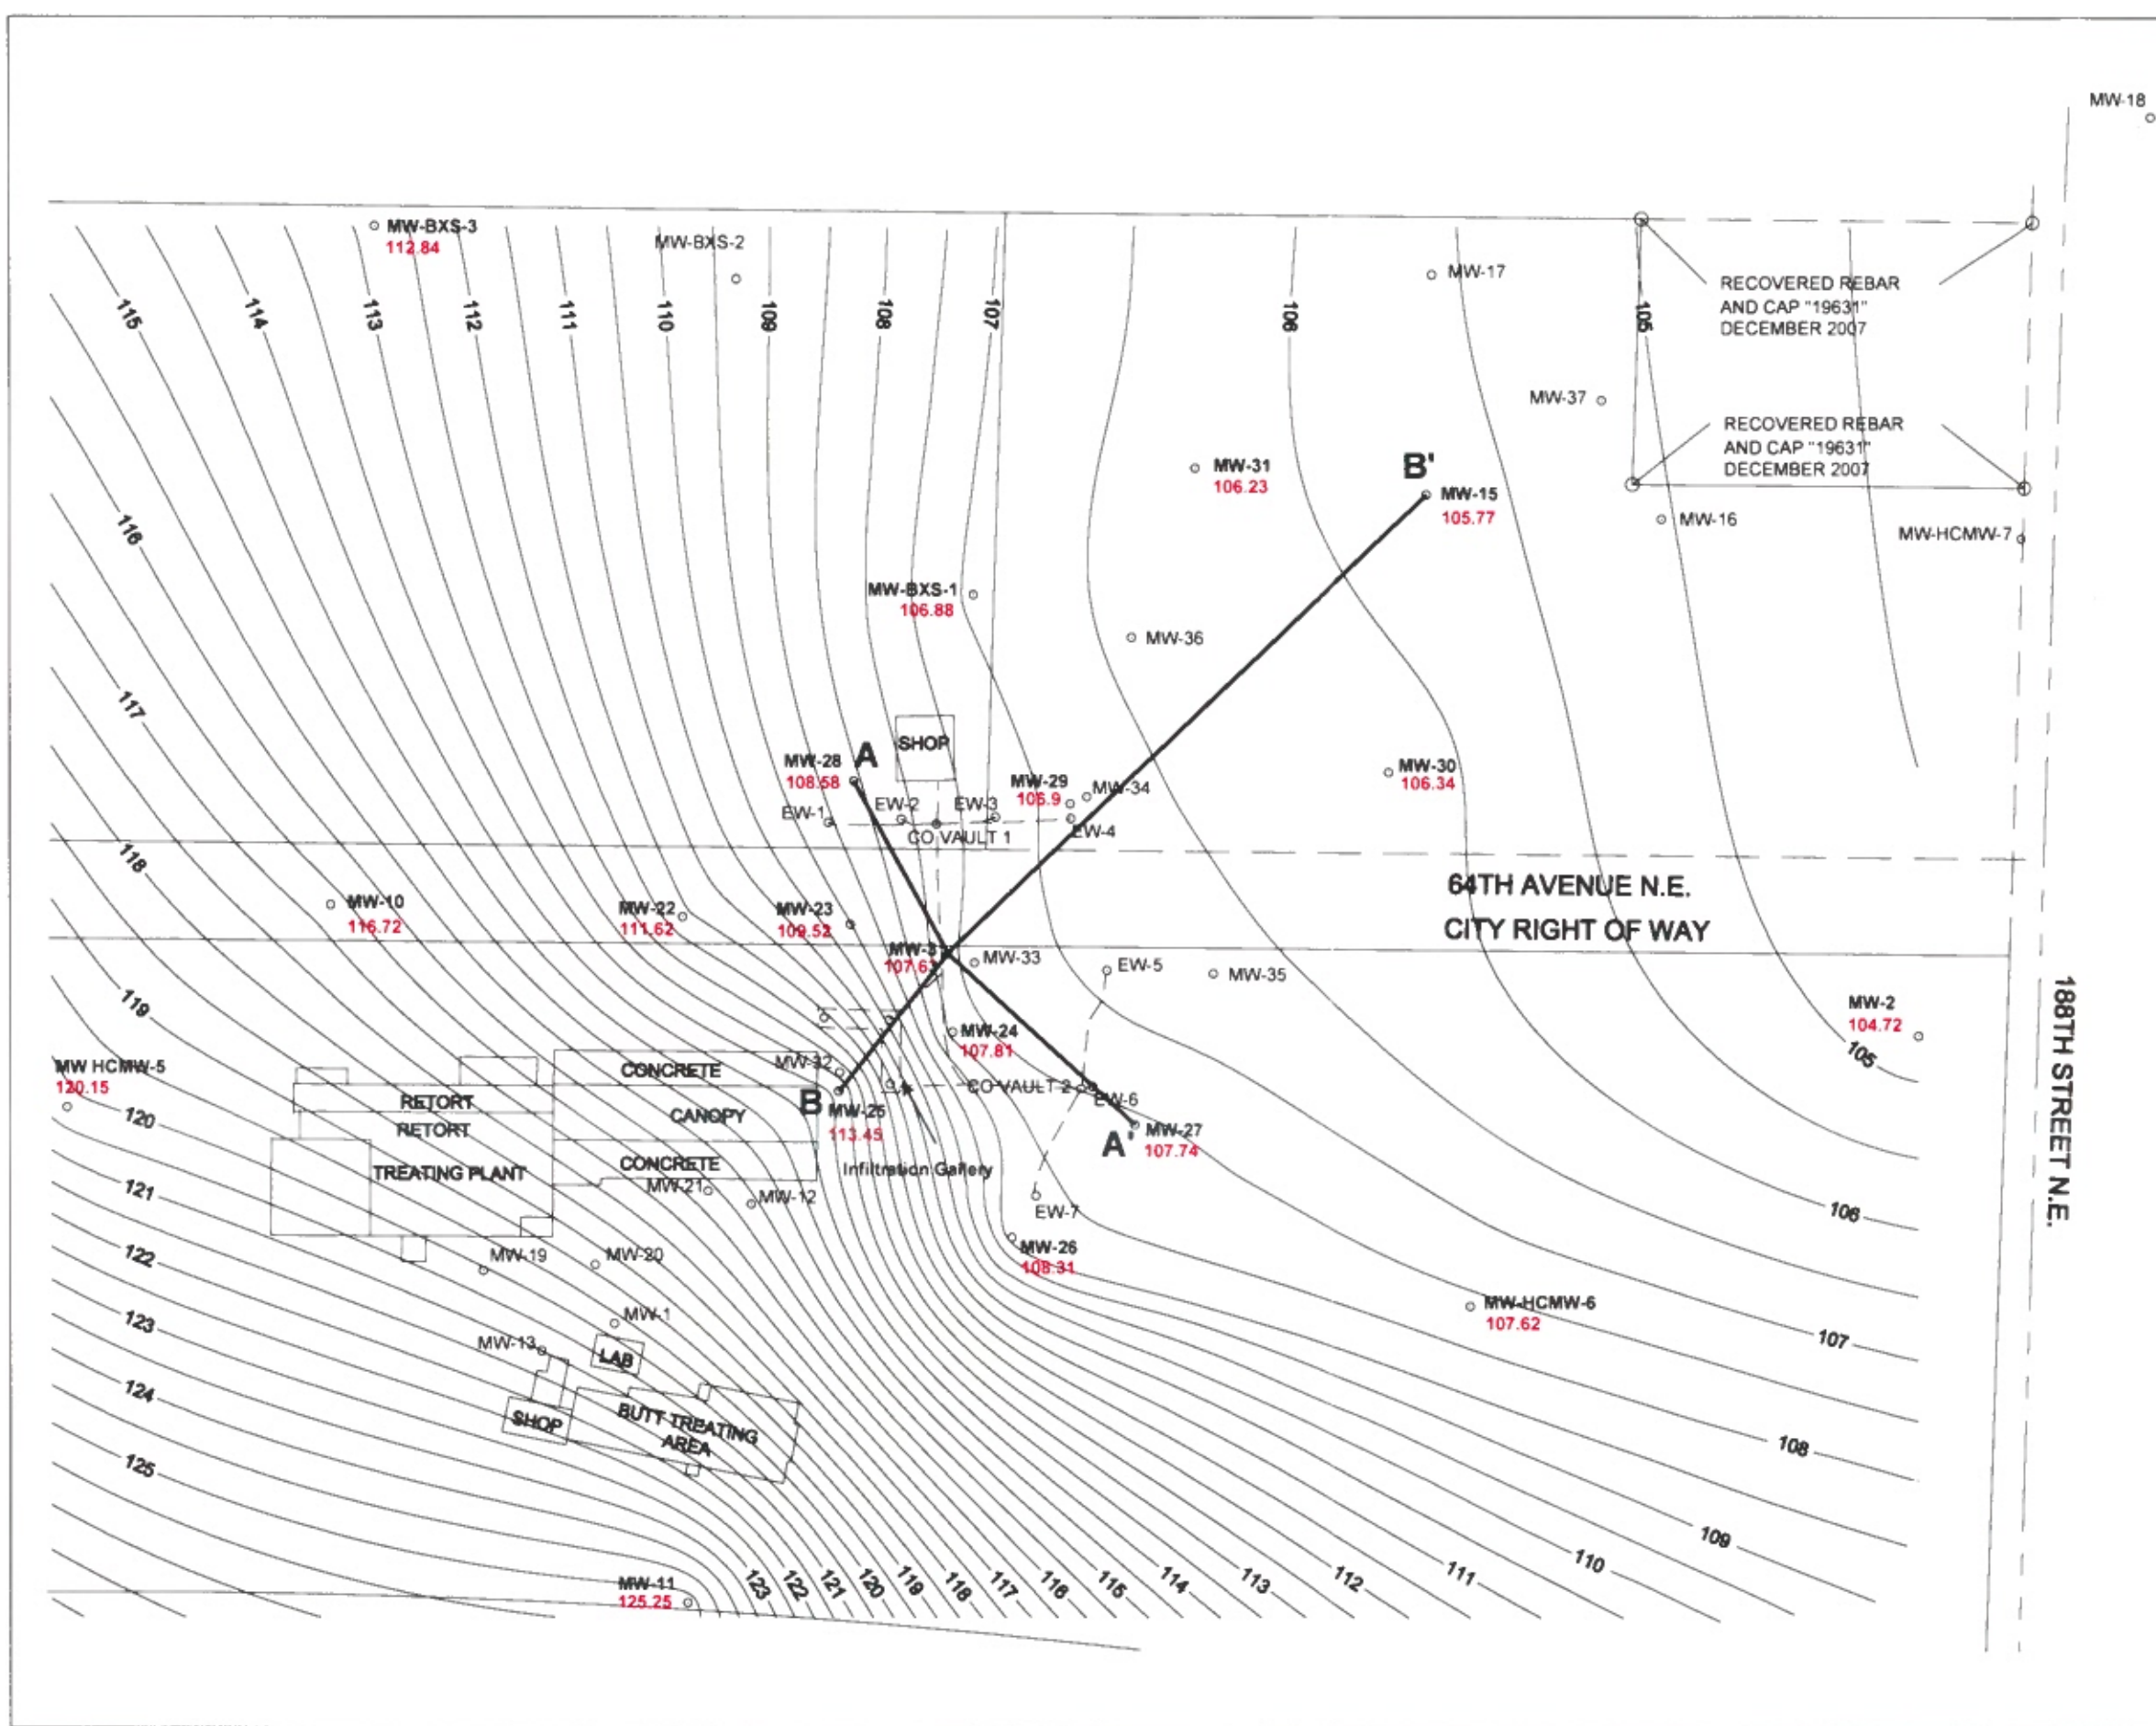 MW-18
MW-BXS-3
112.84
MW-BXS-2
MW-17
RECOVERED REBAR
AND CAP "19631"
DECEMBER 2007
115
114
113
112
111
110
109
108
107
106
105
MW-37
RECOVERED REBAR
AND CAP "19631"
DECEMBER 2007
B'
MW-31
106.23
MW-15
105.77
116
MW-16
MW-HCMW-7
MW-BXS-1
106.88
MW-36
117
SHOP
A
MW-28
108.58
MW-29
MW-34
MW-30
106.34
EW-1
EW-2
EW-3
EW-4
CO VAULT 1
118
64TH AVENUE N.E.
CITY RIGHT OF WAY
MW-10
116.72
MW-22
111.62
MW-23
109.52
MW-3
MW-33
EW-5
MW-35
119
MW-2
104.72
188TH STREET N.E.
MW-24
107.81
105
MW HCMW-5
120.15
CONCRETE
MW-32
CO VAULT 2
EW-6
RETORT
RETORT
CANOPY
B
MW-25
113.45
120
A'
MW-27
107.74
TREATING PLANT
CONCRETE
Infiltration Gallery
121
MW-21
MW-12
EW-7
106
122
MW-19
MW-20
MW-26
108.31
123
MW-1
MW-13
LAB
MW-HCMW-6
107.62
107
124
SHOP
BUTT TREATING
AREA
108
125
109
110
MW-11
125.25
123
122
121
120
119
118
117
116
115
114
113
112
111